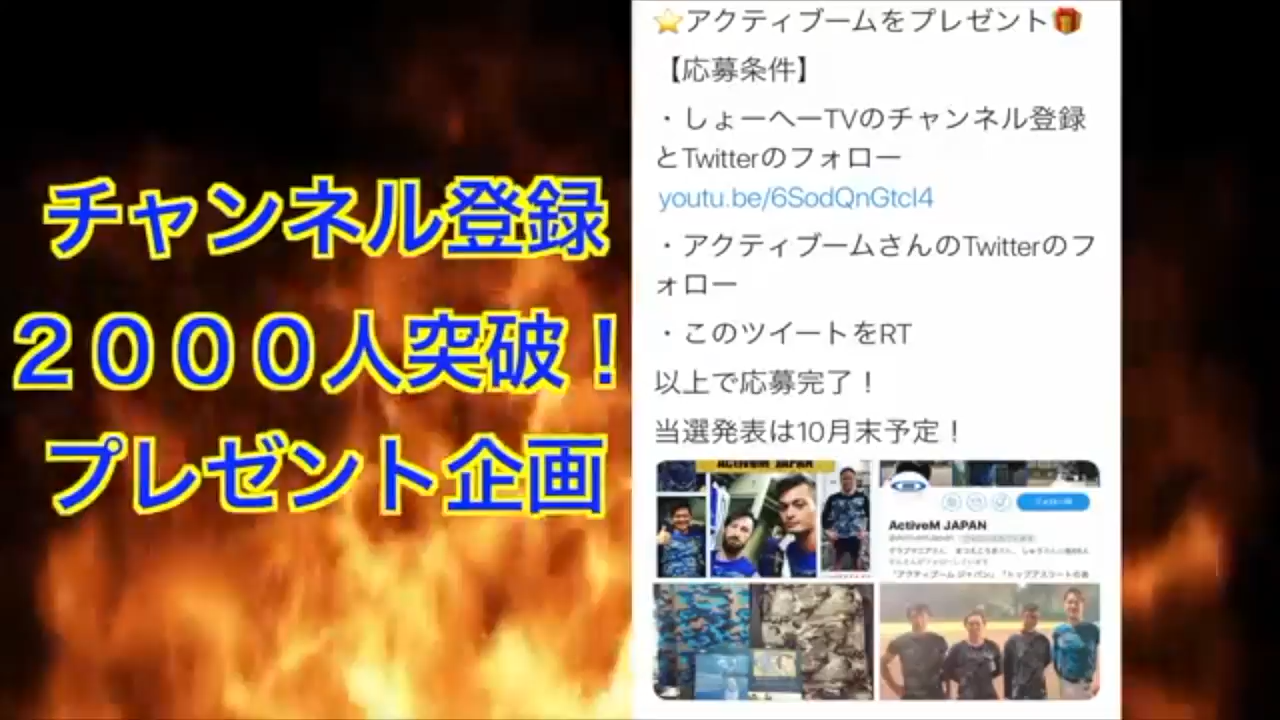 チャンネル登録
２０００人突破！
プレゼント企画
⭐アクティブームをプレゼント🎁
【応募条件】
・しょーへーTVのチャンネル登録
とTwitterのフォロー
youtu.be/6SodQnGtcI4
・アクティブームさんのTwitterのフ
ォロー
・このツイートをRT
以上で応募完了！
当選発表は10月末予定！
ACTIVEM JAPAN
ActiveM JAPAN